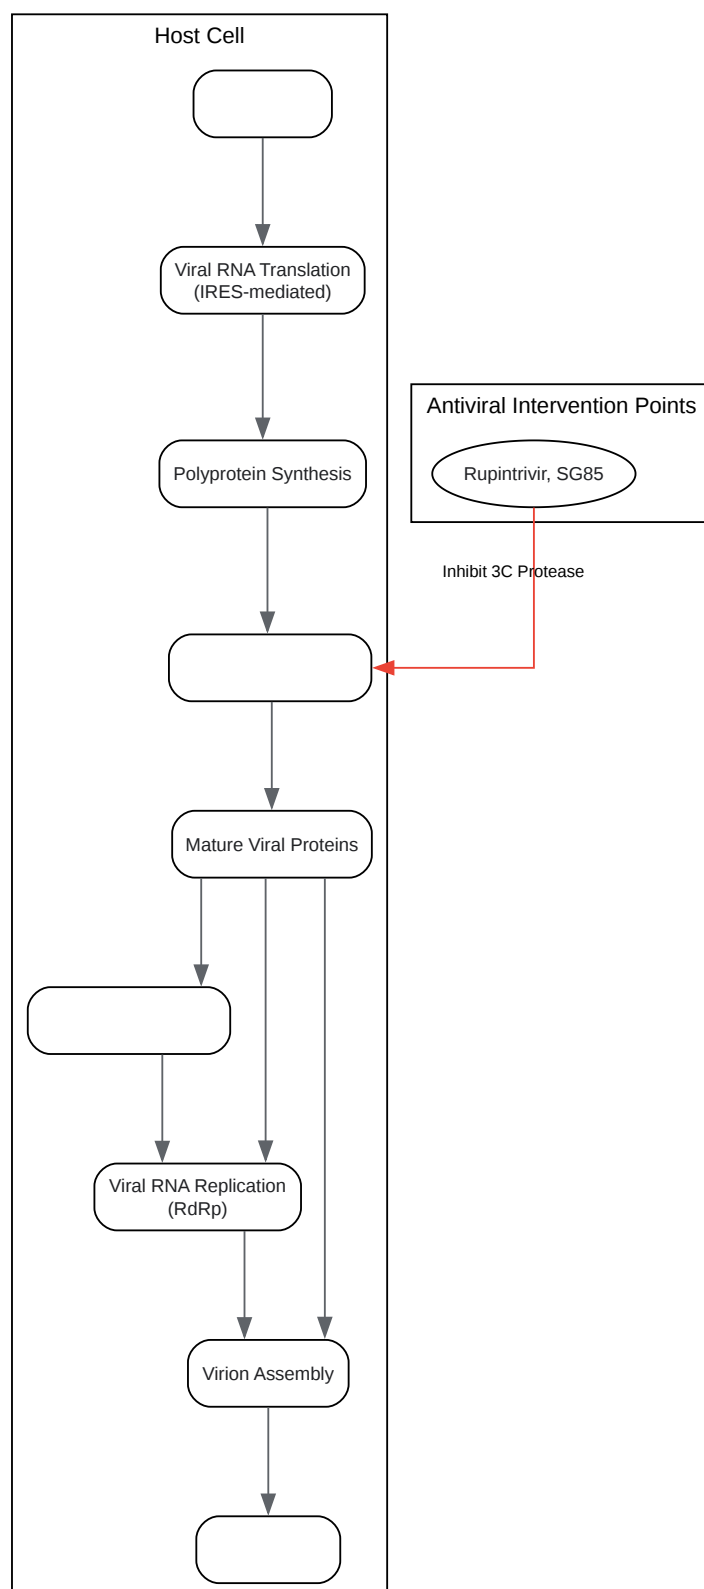 Host Cell
Viral RNA Translation
(IRES-mediated)
Antiviral Intervention Points
Polyprotein Synthesis
Rupintrivir, SG85
Inhibit 3C Protease
Mature Viral Proteins
Viral RNA Replication
(RdRp)
Virion Assembly